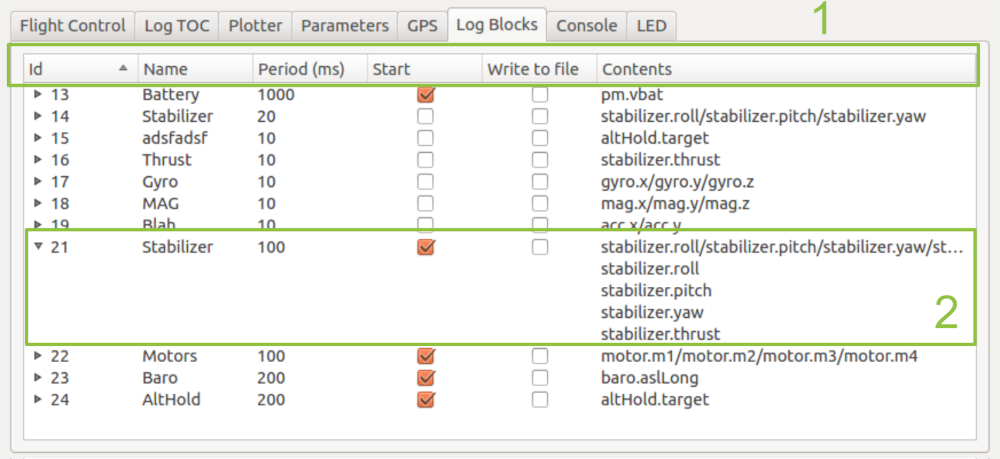 1
Flight Control Log TOC Plotter Parameters GPS Log Blocks Console LED
Id Name Period (ms) Start Write to file Contents
13 Battery 1000 pm.vbat
14 Stabilizer 20 stabilizer.roll/stabilizer.pitch/stabilizer.yaw
15 adsfadsf 10 altHold.target
16 Thrust 10 stabilizer.thrust
17 Gyro 10 gyro.x/gyro.y/gyro.z
18 MAG 10 mag.x/mag.y/mag.z
19 Blah 10 acc.x/acc.y
21 Stabilizer 100 stabilizer.roll/stabilizer.pitch/stabilizer.yaw/st...
stabilizer.roll
stabilizer.pitch
stabilizer.yaw
2
stabilizer.thrust
22 Motors 100 motor.m1/motor.m2/motor.m3/motor.m4
23 Baro 200 baro.aslLong
24 AltHold 200 altHold.target